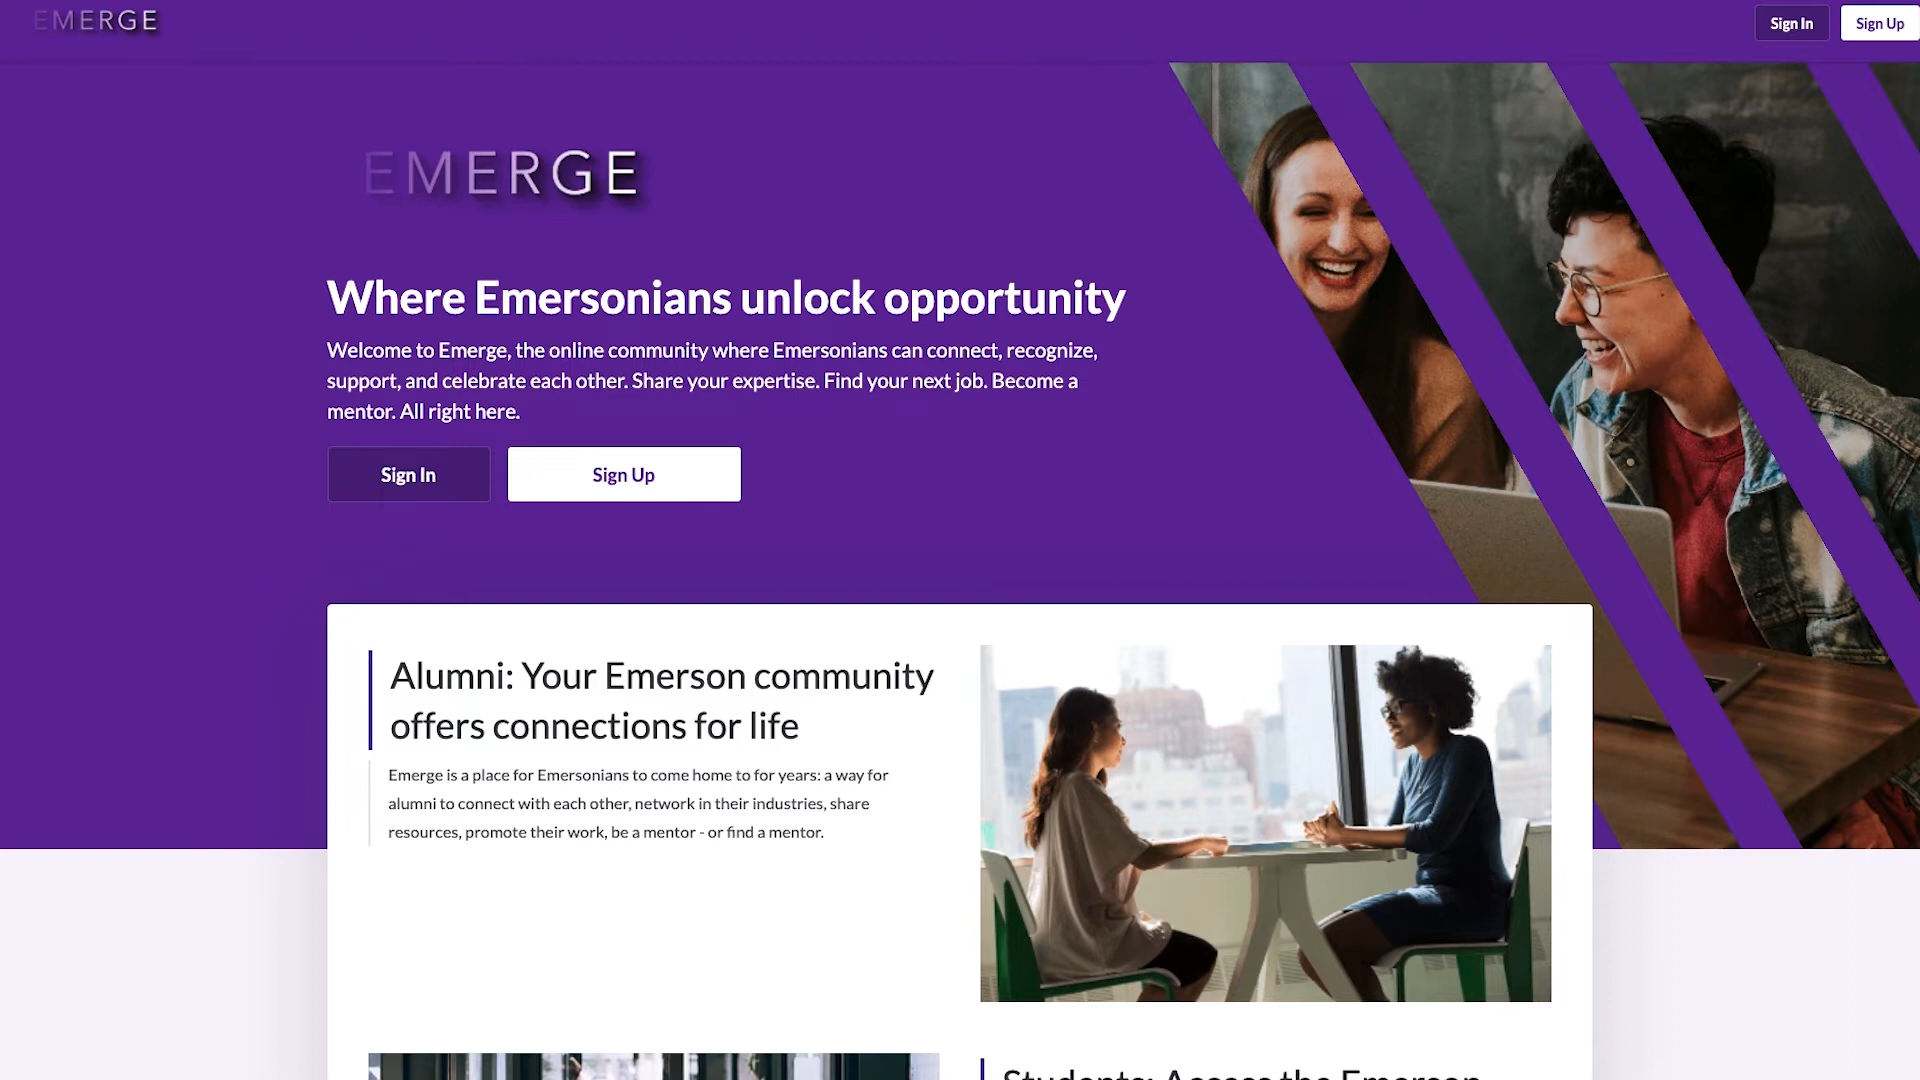 EMERGE
Sign In
Sign Up
EMERGE
Where Emersonians unlock opportunity
Welcome to Emerge, the online community where Emersonians can connect, recognize,
support, and celebrate each other. Share your expertise. Find your next job. Become a
mentor. All right here.
Sign In
Sign Up
Alumni: Your Emerson community
offers connections for life
Emerge is a place for Emersonians to come home to for years: a way for
alumni to connect with each other, network in their industries, share
resources, promote their work, be a mentor - or find a mentor.
Students: Access the Emerson